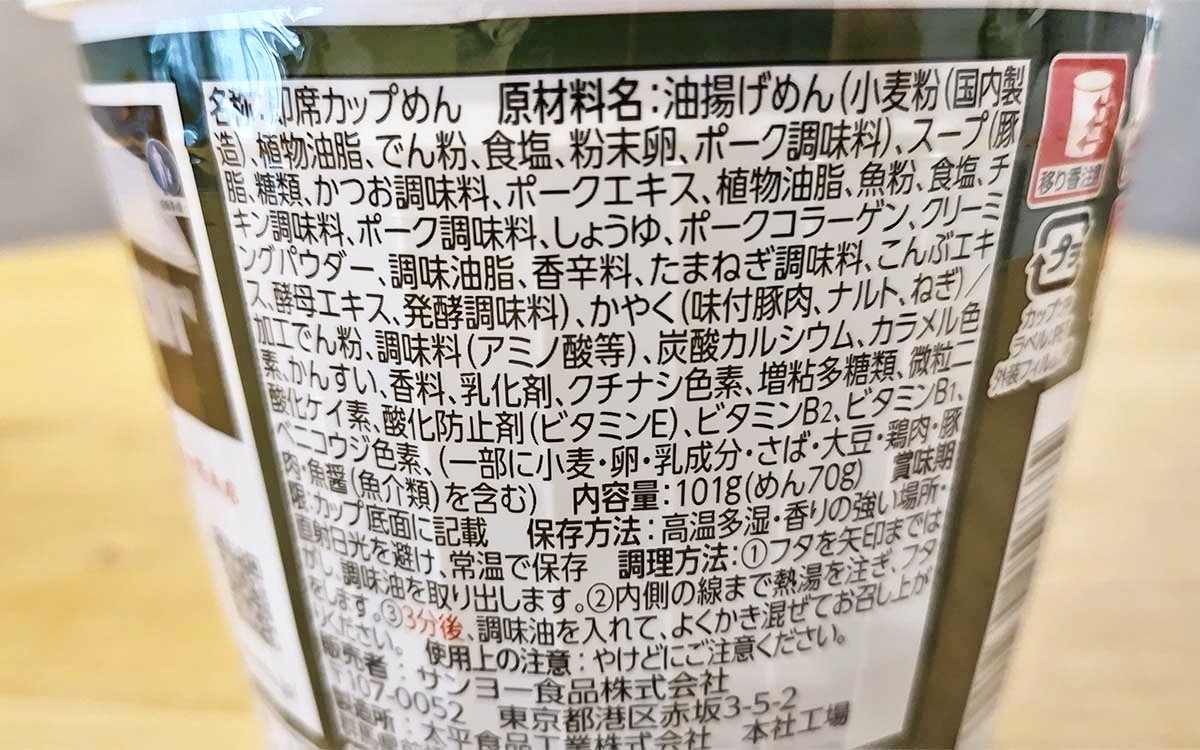 名称:即席カップめん　原材料名:油揚げめん(小麦粉(国内製
造)、植物油脂、でん粉、食塩、粉末卵、ポーク調味料)、スープ(豚
脂、糖類、かつお調味料、ポークエキス、植物油脂、魚粉、食塩、チ
キン調味料、ポーク調味料、しょうゆ、ポークコラーゲン、クリーミ
ングパウダー、調味油脂、香辛料、たまねぎ調味料、こんぶエキ
ス、酵母エキス、発酵調味料)、かやく(味付豚肉、ナルト、ねぎ)/
加工でん粉、調味料(アミノ酸等)、炭酸カルシウム、カラメル色
素、かんすい、香料、乳化剤、クチナシ色素、増粘多糖類、微粒二
酸化ケイ素、酸化防止剤(ビタミンE)、ビタミンB2、ビタミンB1、
ベニコウジ色素、(一部に小麦・卵・乳成分・さば・大豆・鶏肉・豚
肉・魚醤(魚介類)を含む)　内容量:101g(めん70g)　賞味期
限:カップ底面に記載　保存方法:高温多湿・香りの強い場所・
直射日光を避け、常温で保存　調理方法:①フタを矢印まではが
し、調味油を取り出します。②内側の線まで熱湯を注ぎ、フタ
をします。③3分後、調味油を入れて、よくかき混ぜてお召し上が
りください。　使用上の注意:やけどにご注意ください。
販売者:サンヨー食品株式会社
〒107-0052　東京都港区赤坂3-5-2
製造所:太平食品工業株式会社　本社工場
移り香注意
プラ
カップ
ラベル:
外装フィルム